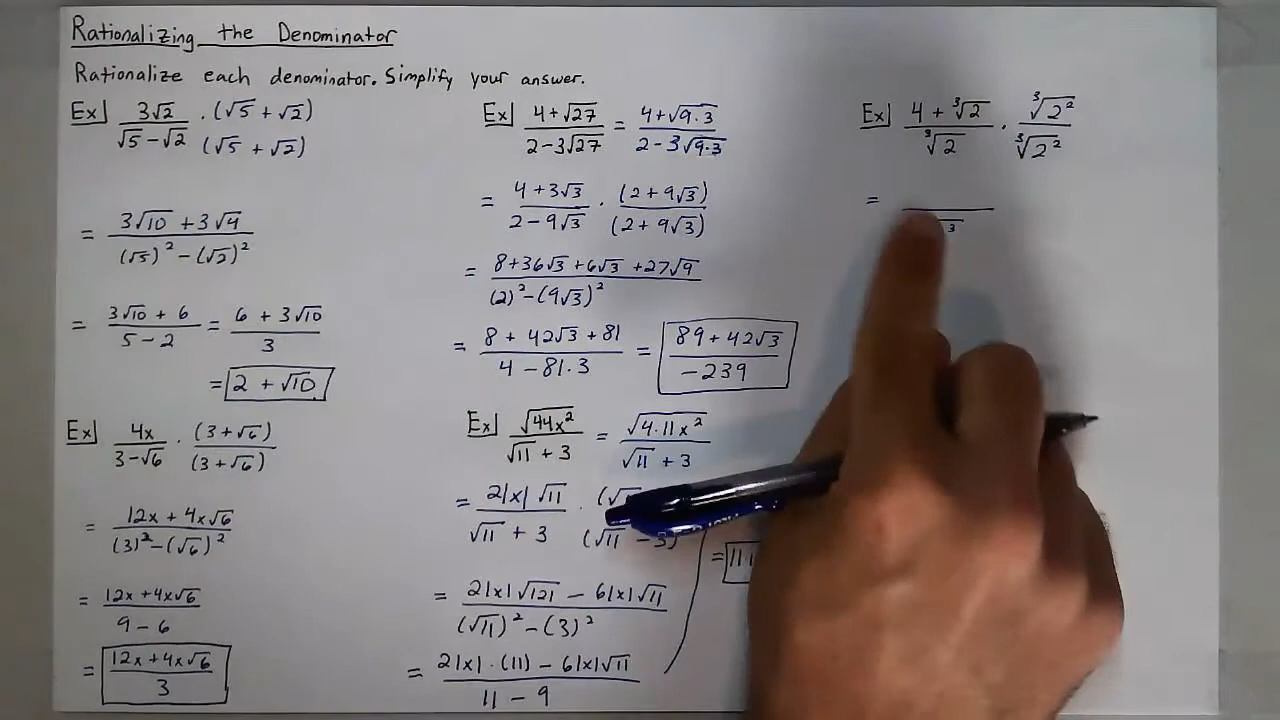 Rationalizing the Denominator
Rationalize each denominator. Simplify your answer.
Ex] 3√2 / √5 - √2 · (√5 + √2) / (√5 + √2)
= 3√10 + 3√4 / (√5)² - (√2)²
= 3√10 + 6 / 5 - 2 = 6 + 3√10 / 3
= 2 + √10
Ex] 4x / 3-√6 · (3+√6) / (3+√6)
= 12x + 4x√6 / (3)² - (√6)²
= 12x + 4x√6 / 9 - 6
= 12x + 4x√6 / 3
Ex] 4 + √27 / 2 - 3√27 = 4 + √9·3 / 2 - 3√9·3
= 4 + 3√3 / 2 - 9√3 · (2 + 9√3) / (2 + 9√3)
= 8 + 36√3 + 6√3 + 27√9 / (2)² - (9√3)²
= 8 + 42√3 + 81 / 4 - 81·3 = 89 + 42√3 / -239
Ex] √44x² / √11 + 3 = √4·11x² / √11 + 3
= 2|x|√11 / √11 + 3 · (√ / (√11 - 3)
= 2|x|√121 - 6|x|√11 / (√11)² - (3)²
= 2|x|·(11) - 6|x|√11 / 11 - 9
= 11
Ex] 4 + ∛2 / ∛2 · ∛2² / ∛2²
= 3